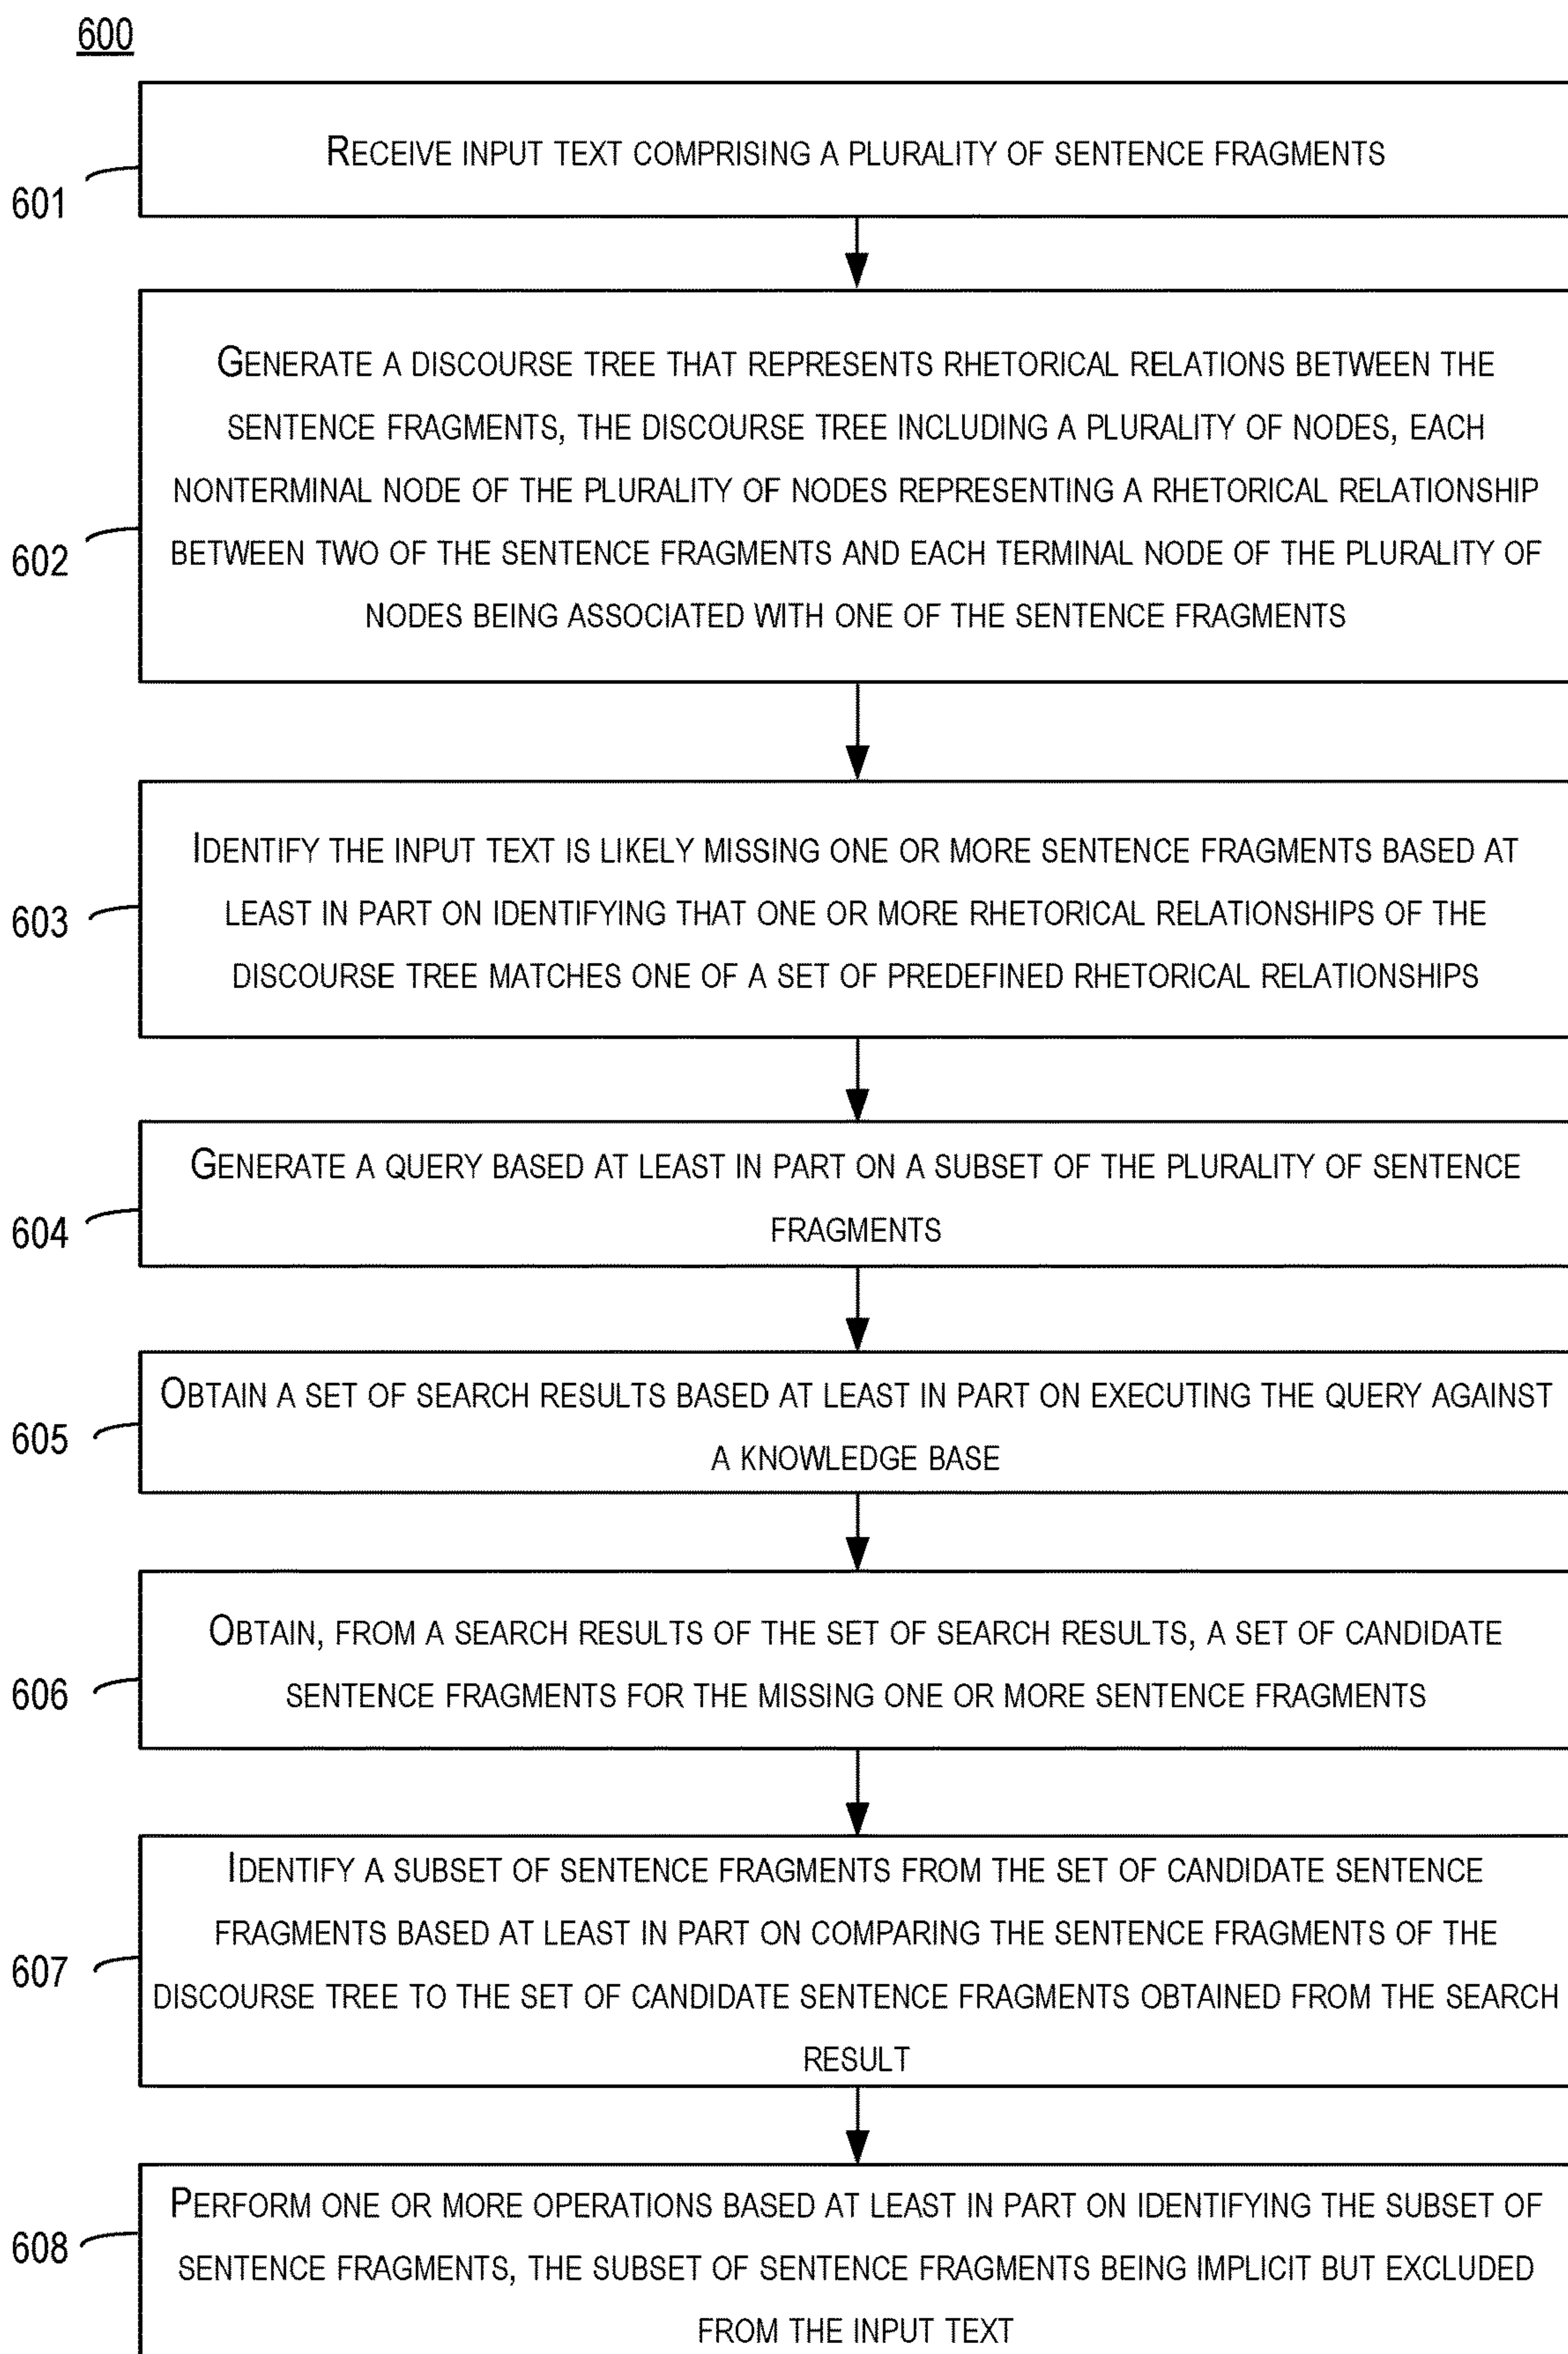 600
RECEIVE INPUT TEXT COMPRISING A PLURALITY OF SENTENCE FRAGMENTS
601
GENERATE A DISCOURSE TREE THAT REPRESENTS RHETORICAL RELATIONS BETWEEN THE
SENTENCE FRAGMENTS, THE DISCOURSE TREE INCLUDING A PLURALITY OF NODES, EACH
NONTERMINAL NODE OF THE PLURALITY OF NODES REPRESENTING A RHETORICAL RELATIONSHIP
BETWEEN TWO OF THE SENTENCE FRAGMENTS AND EACH TERMINAL NODE OF THE PLURALITY OF
NODES BEING ASSOCIATED WITH ONE OF THE SENTENCE FRAGMENTS
602
IDENTIFY THE INPUT TEXT IS LIKELY MISSING ONE OR MORE SENTENCE FRAGMENTS BASED AT
LEAST IN PART ON IDENTIFYING THAT ONE OR MORE RHETORICAL RELATIONSHIPS OF THE
DISCOURSE TREE MATCHES ONE OF A SET OF PREDEFINED RHETORICAL RELATIONSHIPS
603
GENERATE A QUERY BASED AT LEAST IN PART ON A SUBSET OF THE PLURALITY OF SENTENCE
FRAGMENTS
604
OBTAIN A SET OF SEARCH RESULTS BASED AT LEAST IN PART ON EXECUTING THE QUERY AGAINST
A KNOWLEDGE BASE
605
OBTAIN, FROM A SEARCH RESULTS OF THE SET OF SEARCH RESULTS, A SET OF CANDIDATE
SENTENCE FRAGMENTS FOR THE MISSING ONE OR MORE SENTENCE FRAGMENTS
606
IDENTIFY A SUBSET OF SENTENCE FRAGMENTS FROM THE SET OF CANDIDATE SENTENCE
FRAGMENTS BASED AT LEAST IN PART ON COMPARING THE SENTENCE FRAGMENTS OF THE
DISCOURSE TREE TO THE SET OF CANDIDATE SENTENCE FRAGMENTS OBTAINED FROM THE SEARCH
RESULT
607
PERFORM ONE OR MORE OPERATIONS BASED AT LEAST IN PART ON IDENTIFYING THE SUBSET OF
SENTENCE FRAGMENTS, THE SUBSET OF SENTENCE FRAGMENTS BEING IMPLICIT BUT EXCLUDED
FROM THE INPUT TEXT
608